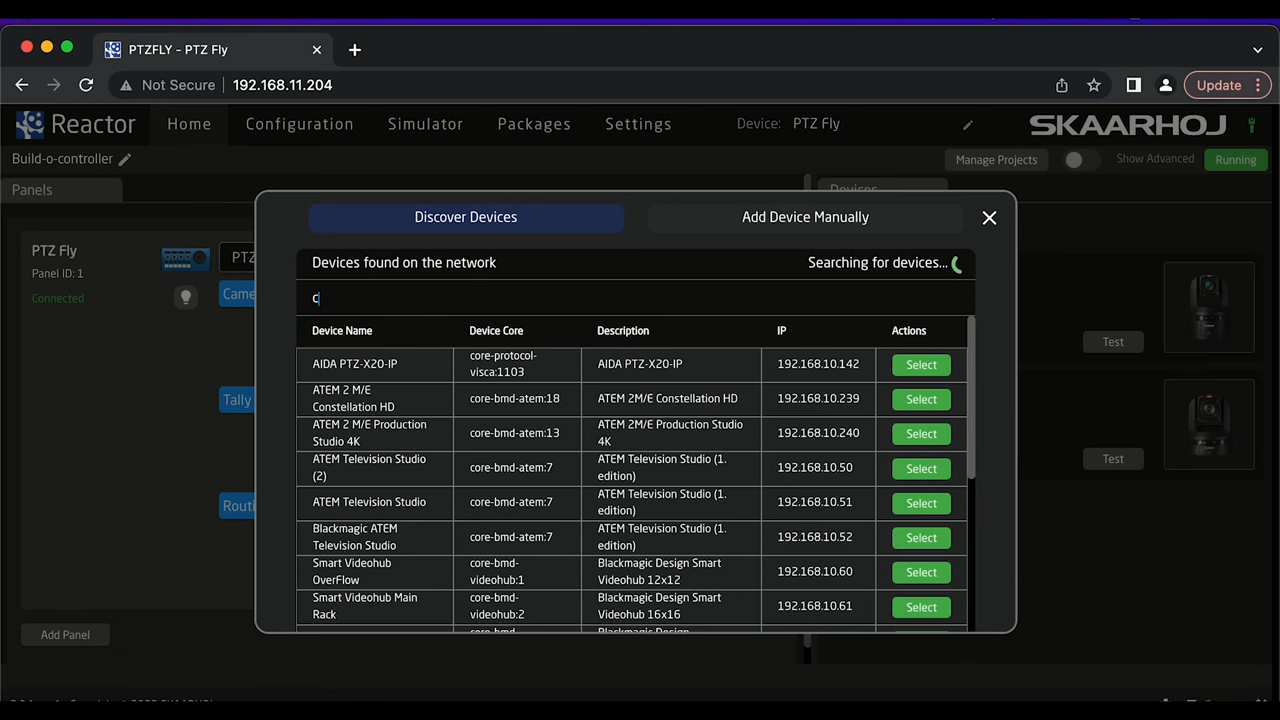 PTZFLY – PTZ Fly
Not Secure
192.168.11.204
Update
Reactor
Home
Configuration
Simulator
Packages
Settings
Device:
PTZ Fly
SKAARHOJ
Build-o-controller
Manage Projects
Show Advanced
Running
Panels
Devices
PTZ Fly
Panel ID: 1
Connected
PTZ
Came
Tally
Routi
Add Panel
Test
Test
Discover Devices
Add Device Manually
Devices found on the network
Searching for devices...
c
Device Name
Device Core
Description
IP
Actions
AIDA PTZ-X20-IP
core-protocol-
visca:1103
AIDA PTZ-X20-IP
192.168.10.142
Select
ATEM 2 M/E
Constellation HD
core-bmd-atem:18
ATEM 2M/E Constellation HD
192.168.10.239
Select
ATEM 2 M/E Production
Studio 4K
core-bmd-atem:13
ATEM 2M/E Production Studio
4K
192.168.10.240
Select
ATEM Television Studio
(2)
core-bmd-atem:7
ATEM Television Studio (1.
edition)
192.168.10.50
Select
ATEM Television Studio
core-bmd-atem:7
ATEM Television Studio (1.
edition)
192.168.10.51
Select
Blackmagic ATEM
Television Studio
core-bmd-atem:7
ATEM Television Studio (1.
edition)
192.168.10.52
Select
Smart Videohub
OverFlow
core-bmd-
videohub:1
Blackmagic Design Smart
Videohub 12x12
192.168.10.60
Select
Smart Videohub Main
Rack
core-bmd-
videohub:2
Blackmagic Design Smart
Videohub 16x16
192.168.10.61
Select
core-bmd-
Blackmagic Design